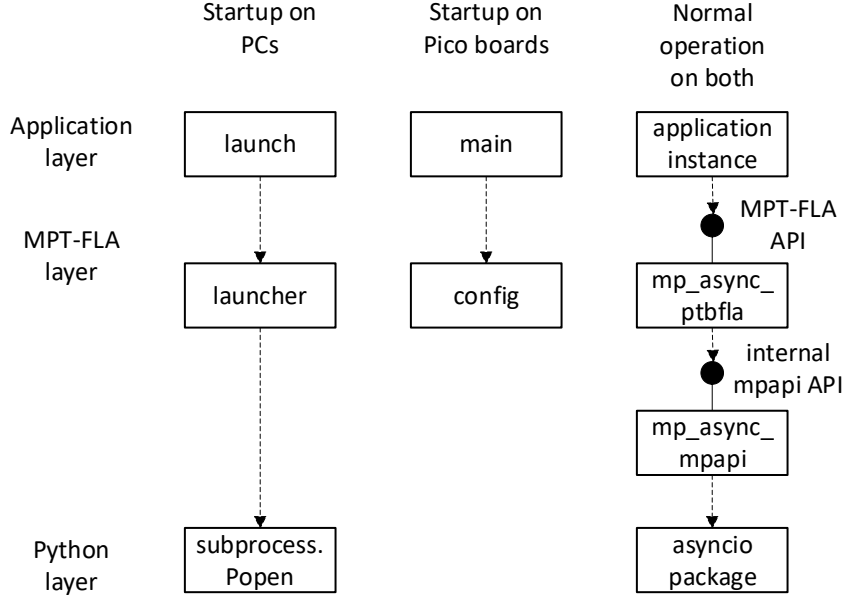 Startup on
PCs
Startup on
Pico boards
Normal
operation
on both
Application
layer
launch
main
application
instance
MPT-FLA
API
MPT-FLA
layer
launcher
config
mp_async_
ptbfla
internal
mpapi API
mp_async_
mpapi
Python
layer
subprocess.
Popen
asyncio
package